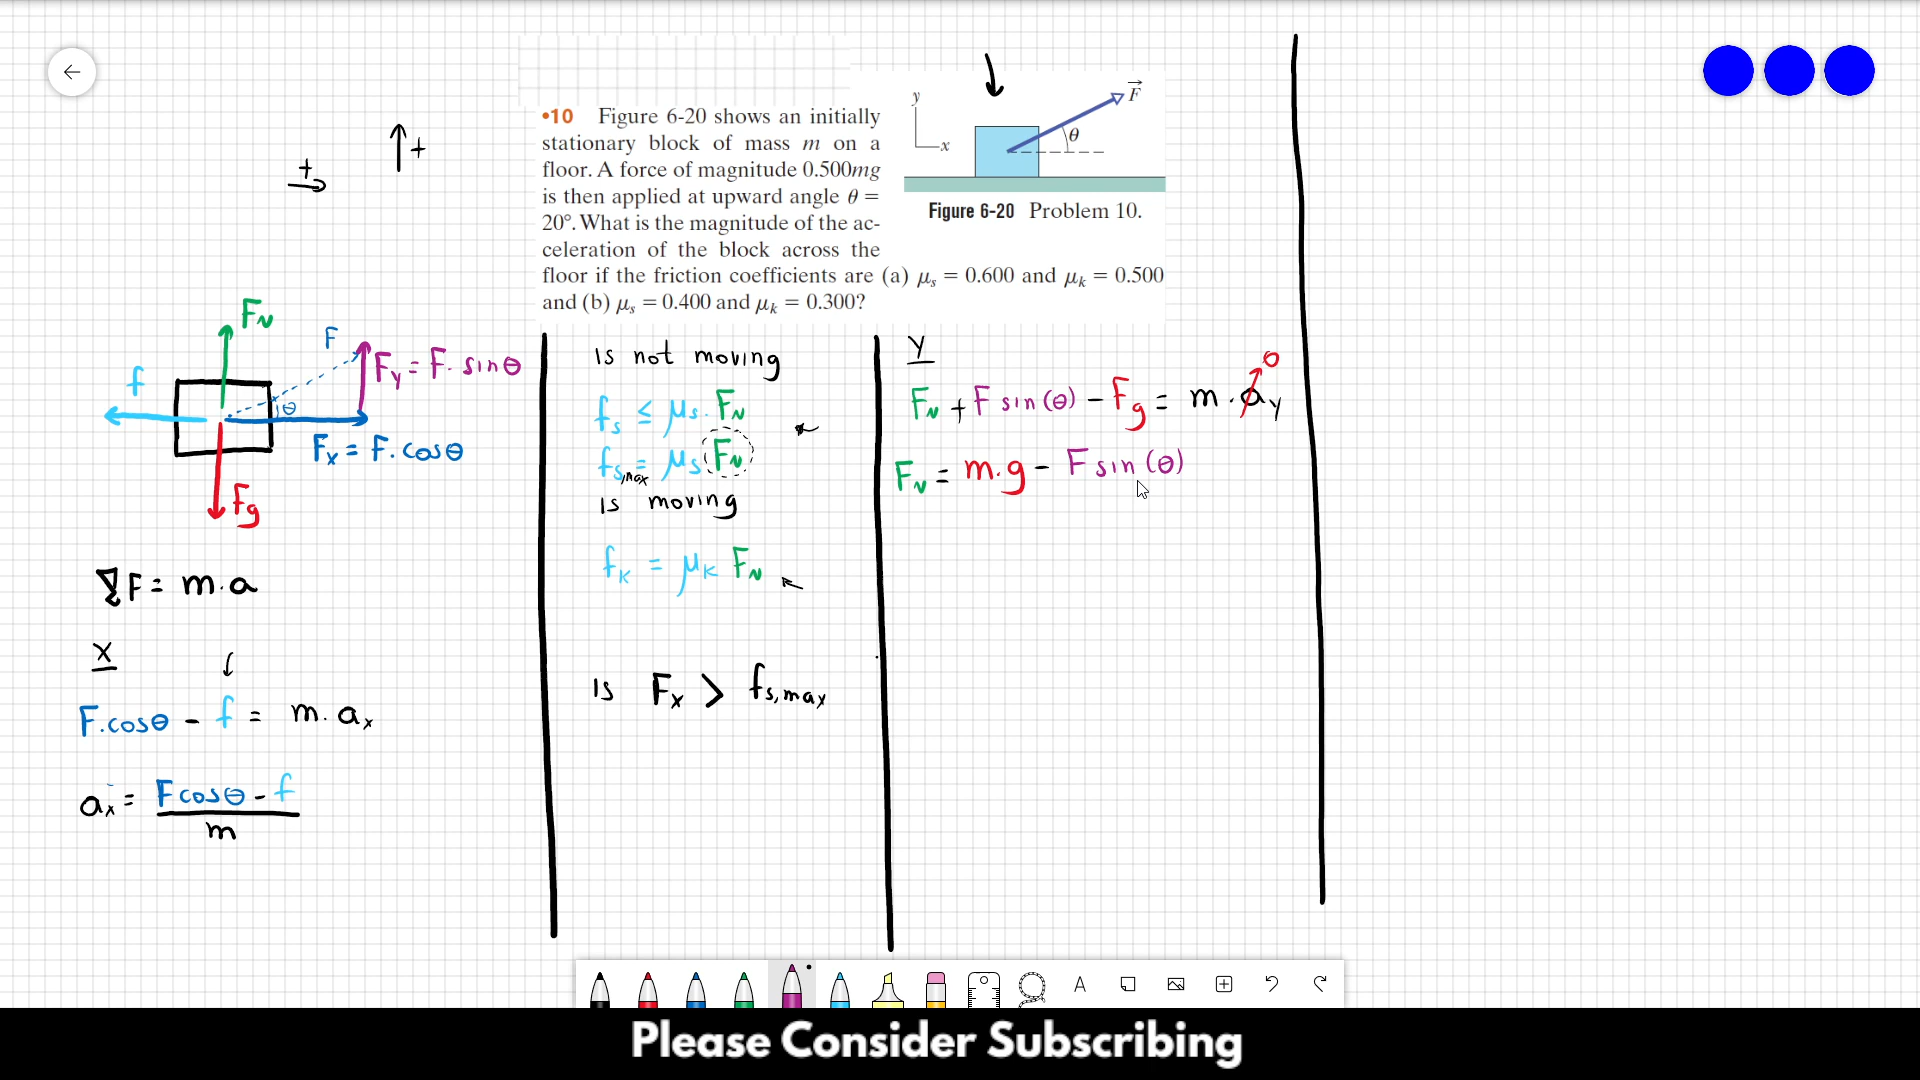 •10 Figure 6-20 shows an initially
stationary block of mass m on a
floor. A force of magnitude 0.500mg
is then applied at upward angle θ =
20°. What is the magnitude of the ac-
celeration of the block across the
floor if the friction coefficients are (a) μs = 0.600 and μk = 0.500
and (b) μs = 0.400 and μk = 0.300?
y
x
F
θ
Figure 6-20 Problem 10.
+
+
FN
F
Fy = F. sinθ
f
θ
Fx = F. cosθ
Fg
ΣF = m.a
x
F.cosθ - f = m. ax
ax = Fcosθ - f
m
Is not moving
fs ≤ μs. FN
fs,max = μs FN
Is moving
fk = μk FN
Is Fx > fs,max
Y
0
FN + F sin(θ) - Fg = m . ay
FN = m.g - F sin(θ)
A
Please Consider Subscribing